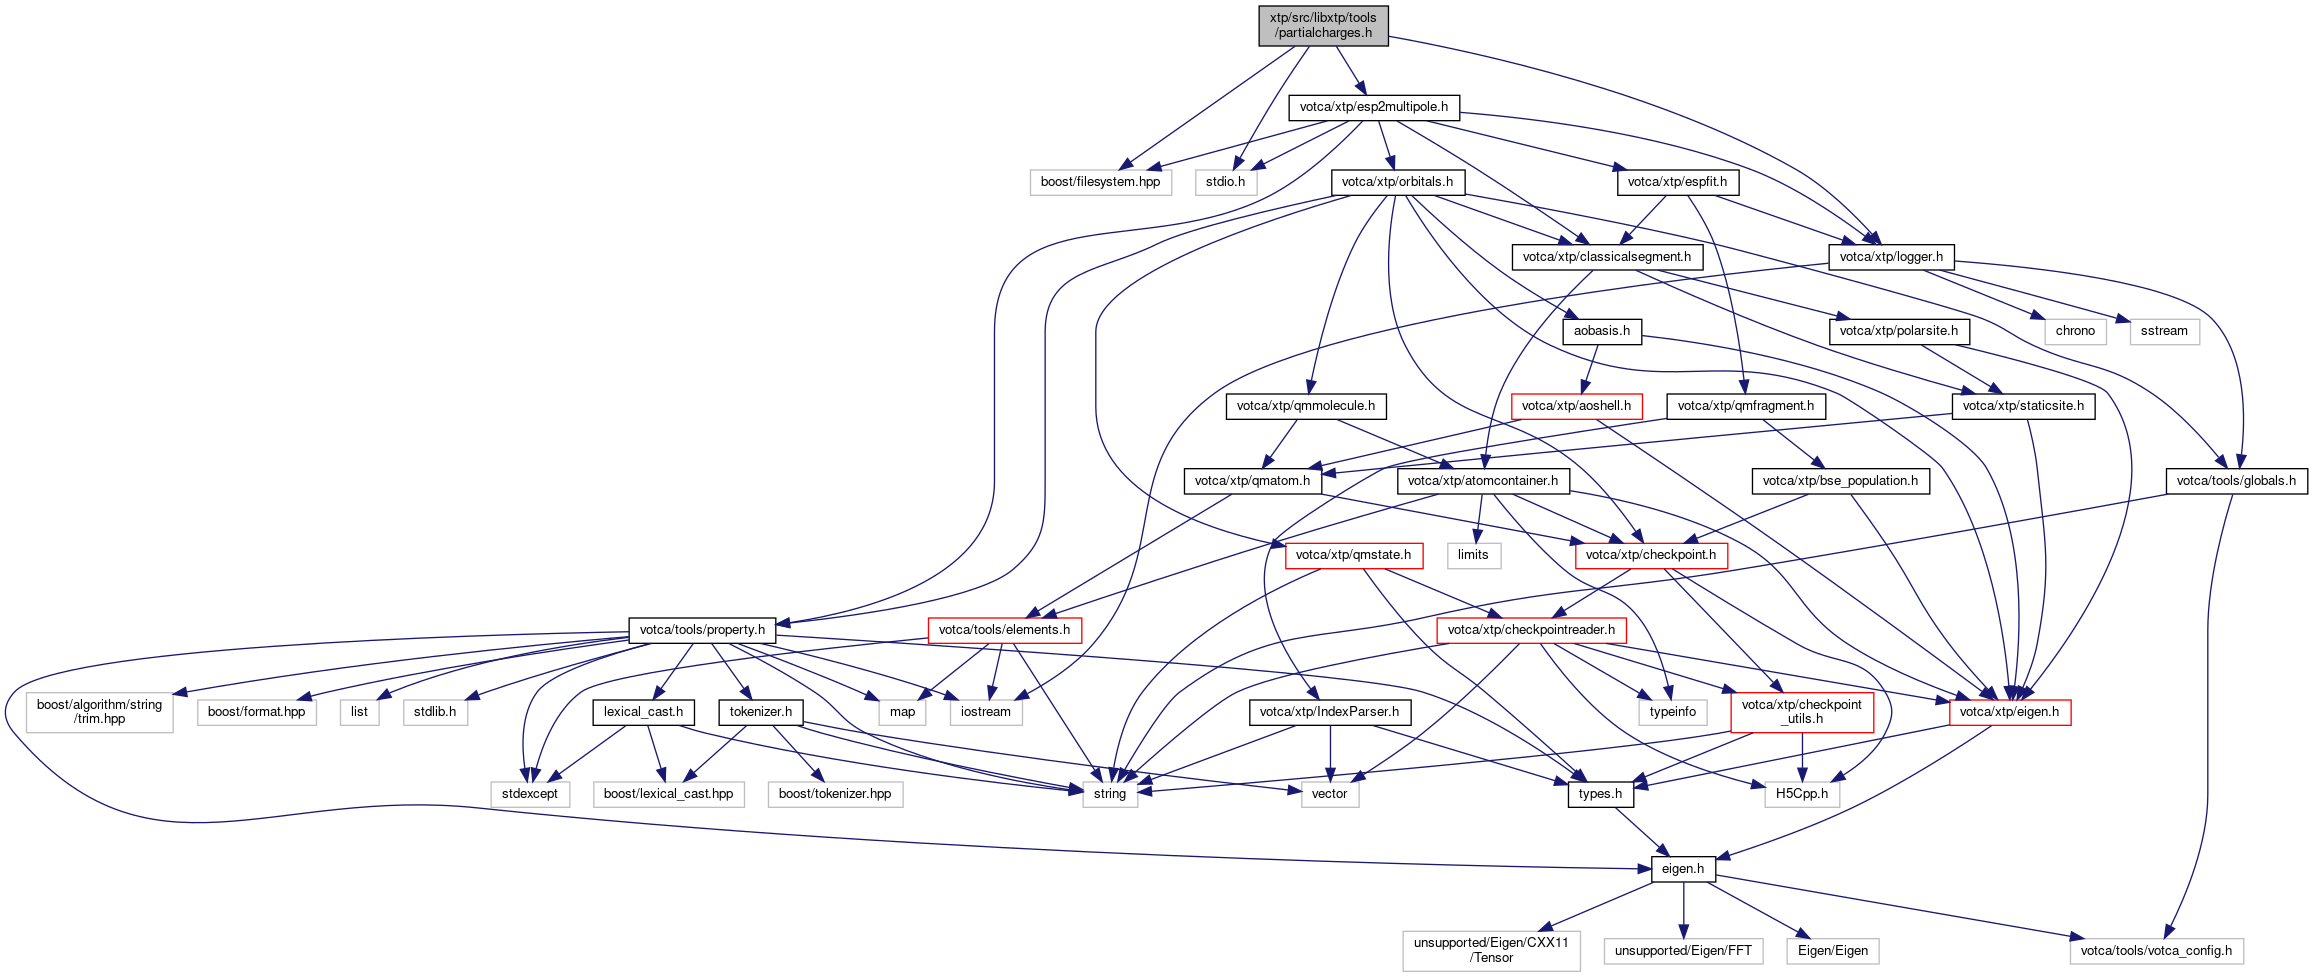 xtp/src/libxtp/tools
/partialcharges.h
votca/xtp/esp2multipole.h
boost/filesystem.hpp
stdio.h
votca/xtp/orbitals.h
votca/xtp/espfit.h
votca/xtp/classicalsegment.h
votca/xtp/logger.h
aobasis.h
votca/xtp/polarsite.h
chrono
sstream
votca/xtp/qmmolecule.h
votca/xtp/aoshell.h
votca/xtp/qmfragment.h
votca/xtp/staticsite.h
votca/xtp/qmatom.h
votca/xtp/atomcontainer.h
votca/xtp/bse_population.h
votca/tools/globals.h
votca/xtp/qmstate.h
limits
votca/xtp/checkpoint.h
votca/tools/property.h
votca/tools/elements.h
votca/xtp/checkpointreader.h
boost/algorithm/string
/trim.hpp
boost/format.hpp
list
stdlib.h
lexical_cast.h
tokenizer.h
map
iostream
votca/xtp/IndexParser.h
typeinfo
votca/xtp/checkpoint
_utils.h
votca/xtp/eigen.h
stdexcept
boost/lexical_cast.hpp
boost/tokenizer.hpp
string
vector
types.h
H5Cpp.h
eigen.h
unsupported/Eigen/CXX11
/Tensor
unsupported/Eigen/FFT
Eigen/Eigen
votca/tools/votca_config.h